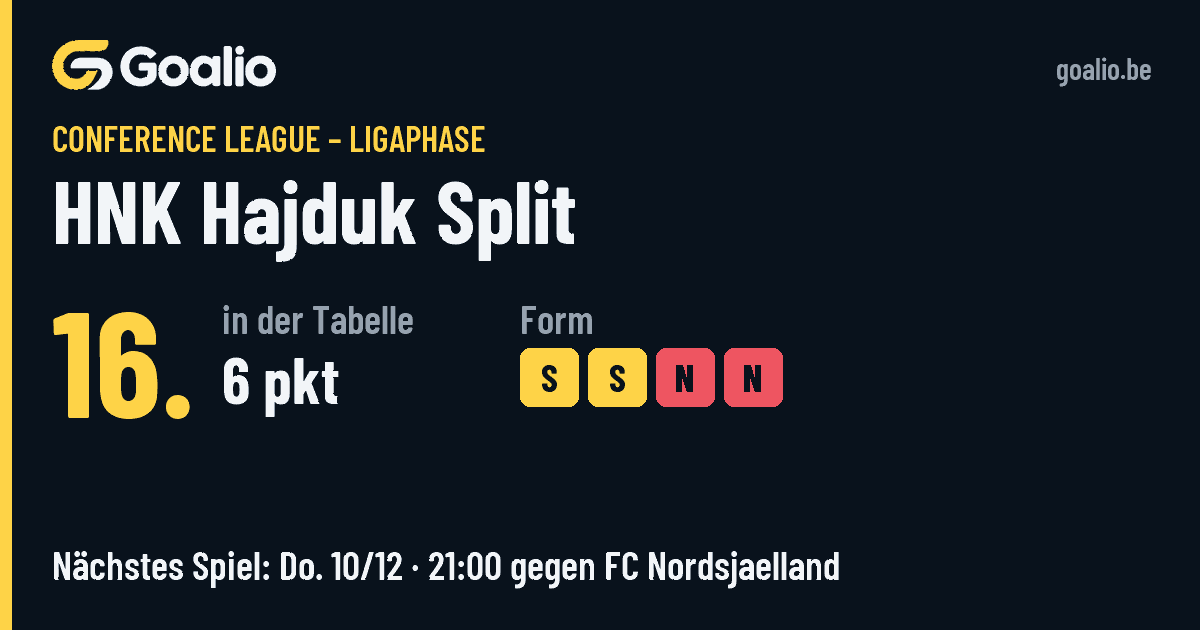 Goalio
goalio.be
CONFERENCE LEAGUE – LIGAPHASE
HNK Hajduk Split
16.
in der Tabelle
6 pkt
Form
S S N N
Nächstes Spiel: Do. 10/12 · 21:00 gegen FC Nordsjaelland